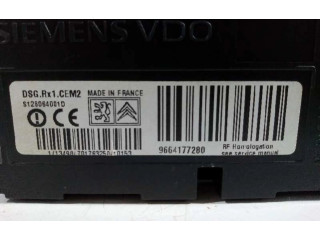 SIEMENS VDO
DSG.Rx1.CEM2
MADE IN FRANCE
S126064001D
CE
9664177280
RF Homologation
see service manual